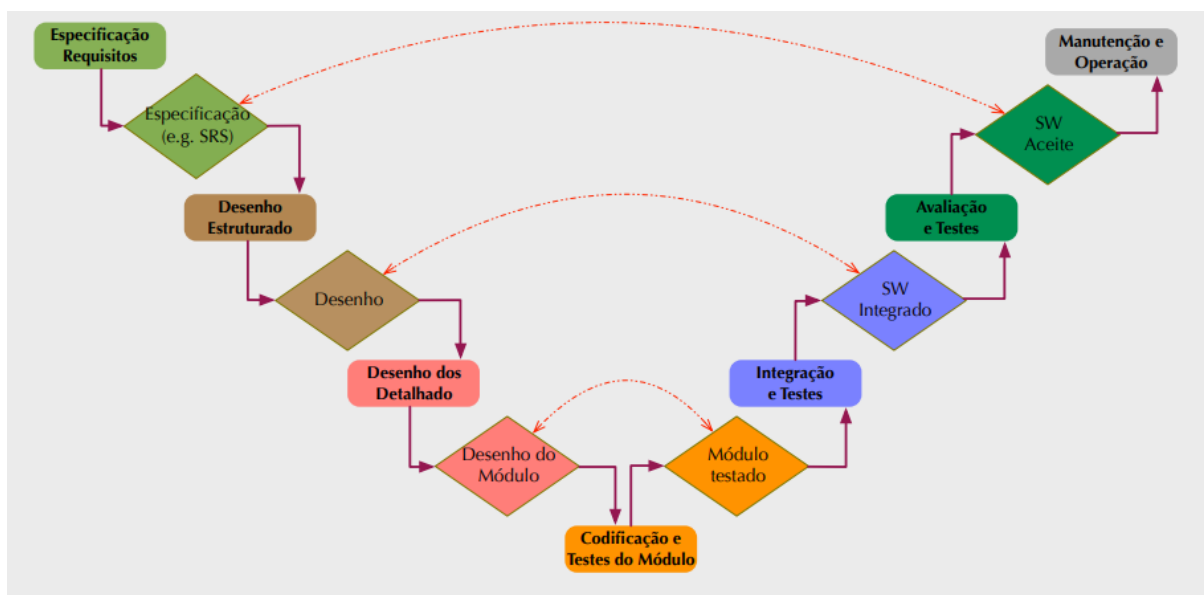 Especificação
Requisitos
Especificação
(e.g. SRS)
Desenho
Estruturado
Desenho
Desenho dos
Detalhado
Desenho do
Módulo
Codificação e
Testes do Módulo
Módulo
testado
Integração
e Testes
SW
Integrado
Avaliação
e Testes
SW
Aceite
Manutenção e
Operação